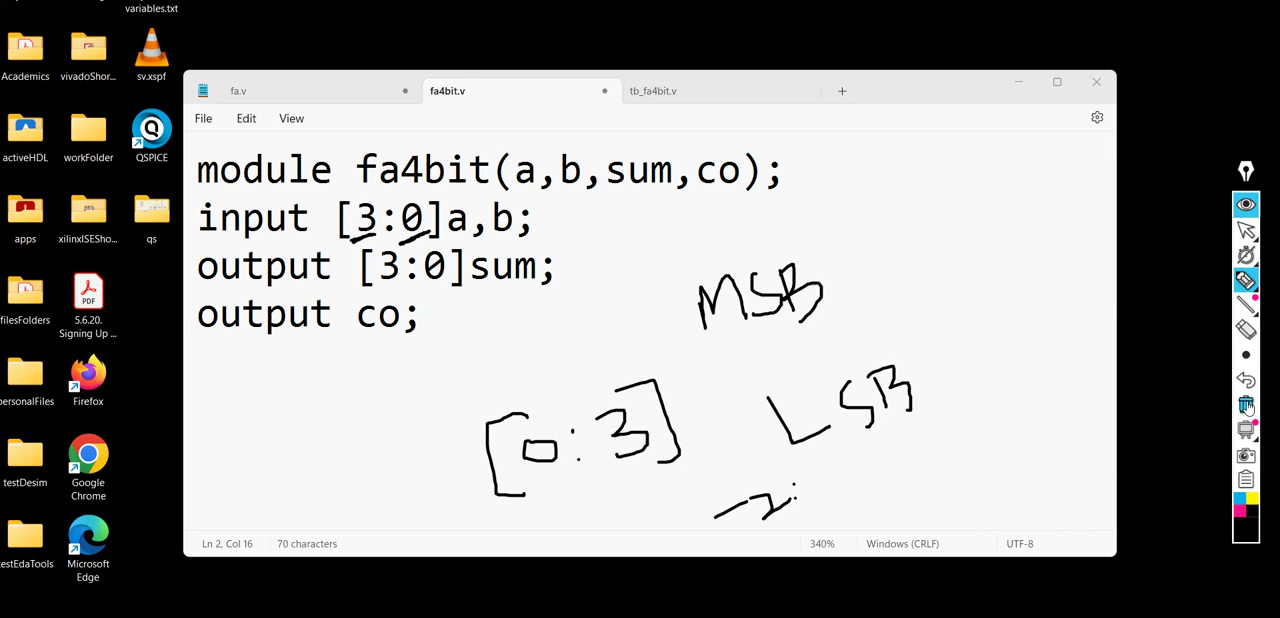 variables.txt
Academics
vivadoShor...
sv.xspf
activeHDL
workFolder
QSPICE
apps
xilinxISESho...
qs
filesFolders
PDF
5.6.20.
Signing Up ...
personalFiles
Firefox
testDesim
Google
Chrome
testEdaTools
Microsoft
Edge
fa.v
fa4bit.v
tb_fa4bit.v
File Edit View
module fa4bit(a,b,sum,co);
input [3:0]a,b;
output [3:0]sum;
output co;
MSB
[0:3]
LSB
Ln 2, Col 16 70 characters 340% Windows (CRLF) UTF-8